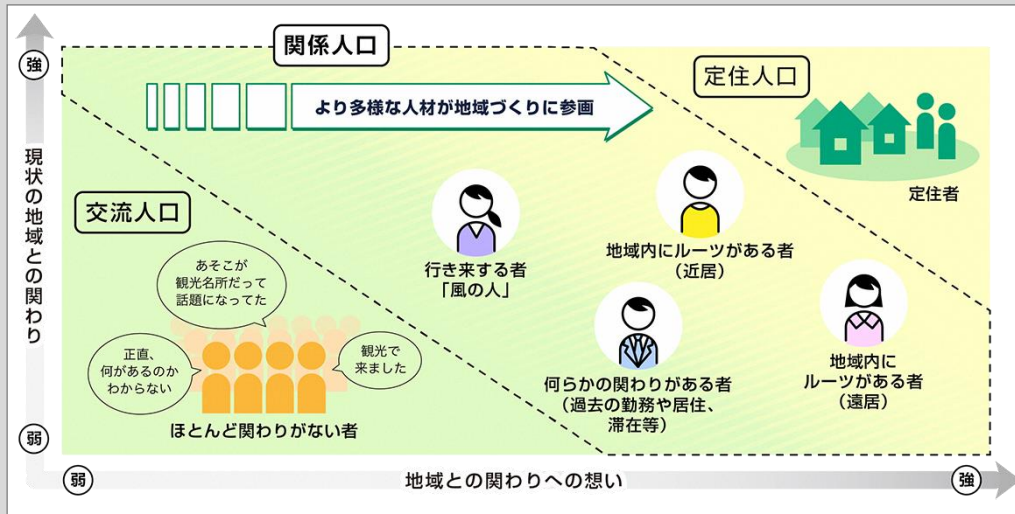 関係人口
強
定住人口
より多様な人材が地域づくりに参画
定住者
現状の地域との関わり
交流人口
地域内にルーツがある者
（近居）
行き来する者
「風の人」
あそこが
観光名所だって
話題になってた
正直、
何があるのか
わからない
観光で
来ました
ほとんど関わりがない者
何らかの関わりがある者
（過去の勤務や居住、
滞在等）
地域内に
ルーツがある者
（遠居）
弱
弱
地域との関わりへの想い
強